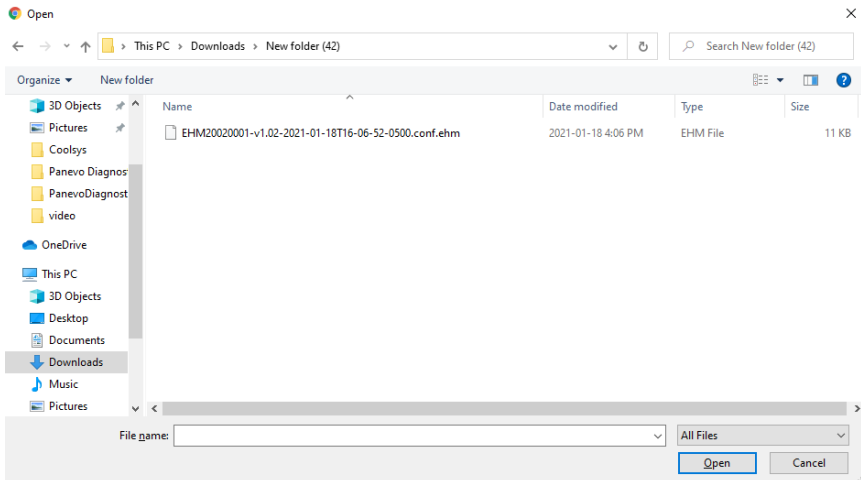 Open
This PC > Downloads > New folder (42)
Search New folder (42)
Organize
New folder
Name
Date modified
Type
Size
EHM20020001-v1.02-2021-01-18T16-06-52-0500.conf.ehm
2021-01-18 4:06 PM
EHM File
11 KB
3D Objects
Pictures
Coolsys
Panevo Diagnos
PanevoDiagnost
video
OneDrive
This PC
3D Objects
Desktop
Documents
Downloads
Music
Pictures
File name:
All Files
Open
Cancel